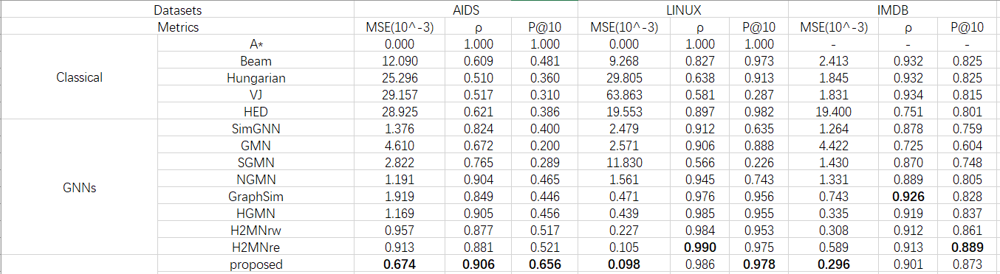 Datasets AIDS LINUX IMDB
Metrics MSE(10^-3) ρ P@10 MSE(10^-3) ρ P@10 MSE(10^-3) ρ P@10
A* 0.000 1.000 1.000 0.000 1.000 1.000 - - -
Beam 12.090 0.609 0.481 9.268 0.827 0.973 2.413 0.932 0.825
Classical Hungarian 25.296 0.510 0.360 29.805 0.638 0.913 1.845 0.932 0.825
VJ 29.157 0.517 0.310 63.863 0.581 0.287 1.831 0.934 0.815
HED 28.925 0.621 0.386 19.553 0.897 0.982 19.400 0.751 0.801
SimGNN 1.376 0.824 0.400 2.479 0.912 0.635 1.264 0.878 0.759
GMN 4.610 0.672 0.200 2.571 0.906 0.888 4.422 0.725 0.604
SGMN 2.822 0.765 0.289 11.830 0.566 0.226 1.430 0.870 0.748
NGMN 1.191 0.904 0.465 1.561 0.945 0.743 1.331 0.889 0.805
GNNs GraphSim 1.919 0.849 0.446 0.471 0.976 0.956 0.743 0.926 0.828
HGMN 1.169 0.905 0.456 0.439 0.985 0.955 0.335 0.919 0.837
H2MNrw 0.957 0.877 0.517 0.227 0.984 0.953 0.308 0.912 0.861
H2MNre 0.913 0.881 0.521 0.105 0.990 0.975 0.589 0.913 0.889
proposed 0.674 0.906 0.656 0.098 0.986 0.978 0.296 0.901 0.873